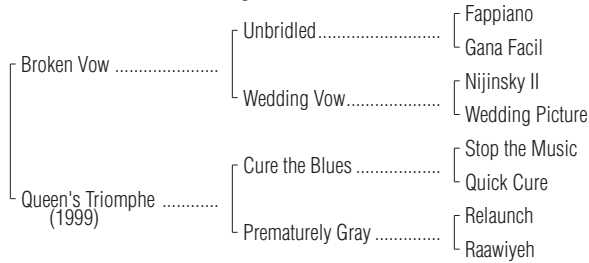 Fappiano
Unbridled..............................
Gana Facil
Broken Vow ......................
Nijinsky II
Wedding Vow.......................
Wedding Picture
Stop the Music
Cure the Blues .....................
Quick Cure
Queen's Triomphe ............
(1999)
Relaunch
Prematurely Gray .................
Raawiyeh